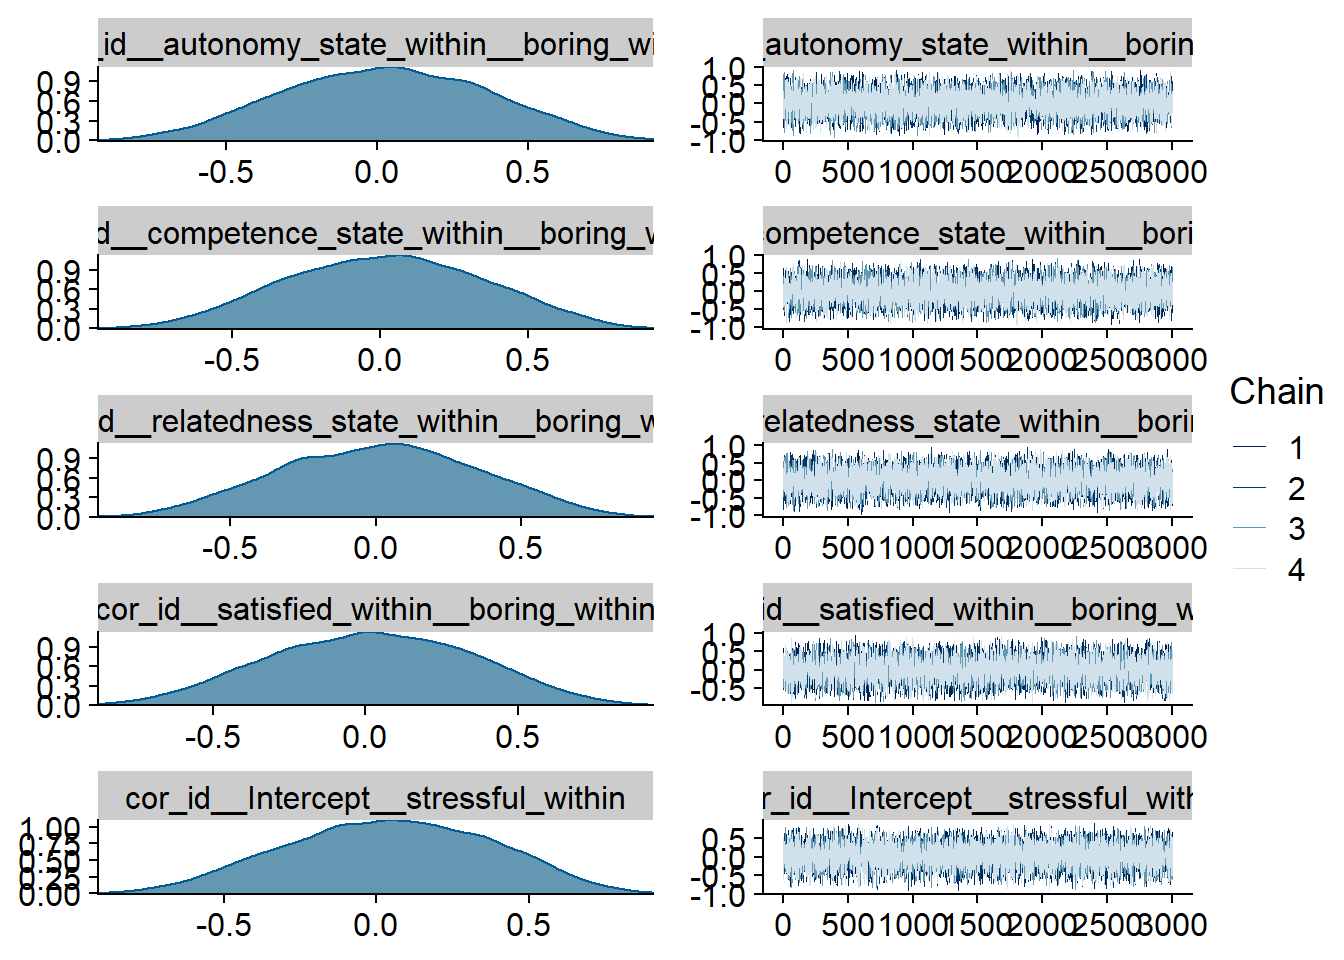 _id__autonomy_state_within__boring_wi
0.9
0.6
0.3
0.0
-0.5 0.0 0.5
_autonomy_state_within__borin
1.0
0.5
0.0
-0.5
-1.0
0 500 1000 1500 2000 2500 3000
d__competence_state_within__boring_w
0.9
0.6
0.3
0.0
-0.5 0.0 0.5
competence_state_within__bori
1.0
0.5
0.0
-0.5
-1.0
0 500 1000 1500 2000 2500 3000
d__relatedness_state_within__boring_w
0.9
0.6
0.3
0.0
-0.5 0.0 0.5
relatedness_state_within__borin
1.0
0.5
0.0
-0.5
-1.0
0 500 1000 1500 2000 2500 3000
cor_id__satisfied_within__boring_within
0.9
0.6
0.3
0.0
-0.5 0.0 0.5
id__satisfied_within__boring_w
1.0
0.5
0.0
-0.5
0 500 1000 1500 2000 2500 3000
cor_id__Intercept__stressful_within
1.00
0.75
0.50
0.25
0.00
-0.5 0.0 0.5
r_id__Intercept__stressful_with
0.5
0.0
-0.5
-1.0
0 500 1000 1500 2000 2500 3000
Chain
1
2
3
4